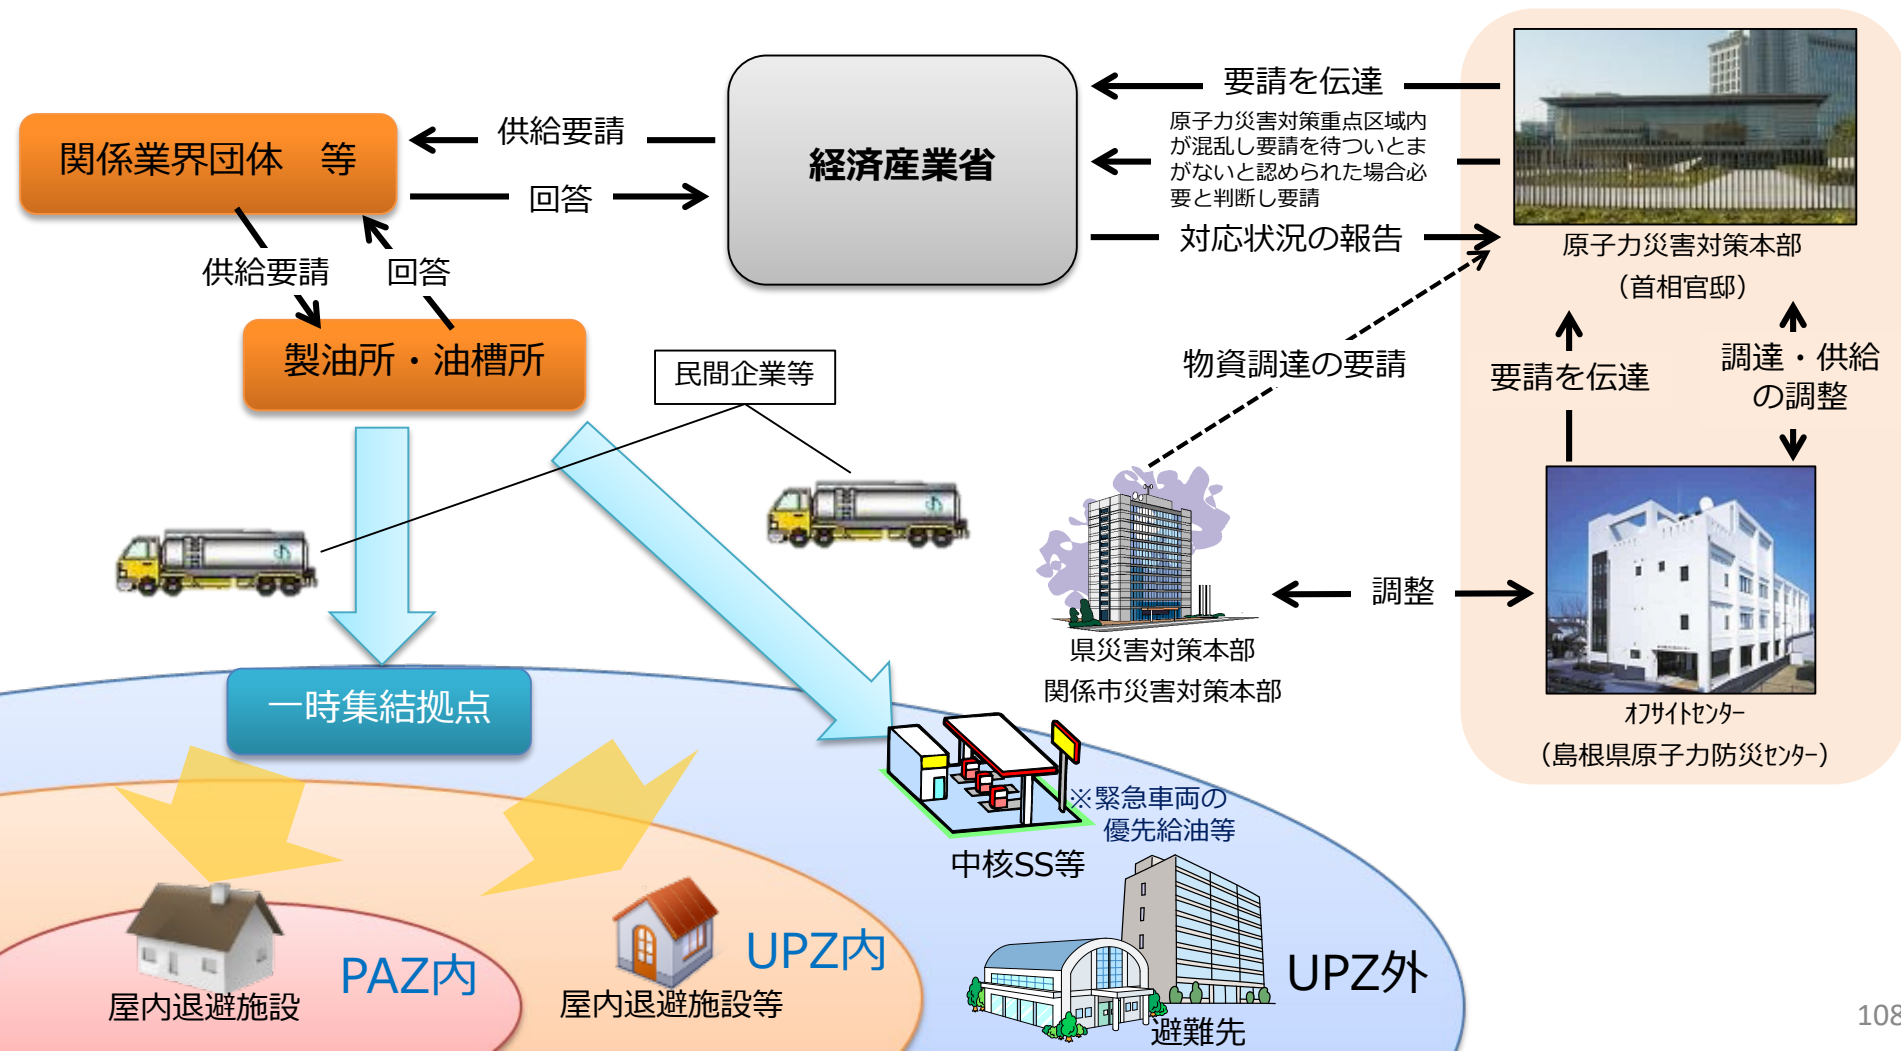 要請を伝達
原子力災害対策重点区域内
が混乱し要請を待ついとま
がないと認められた場合必
要と判断し要請
対応状況の報告
関係業界団体　等
供給要請
回答
経済産業省
原子力災害対策本部
（首相官邸）
供給要請
回答
製油所・油槽所
民間企業等
物資調達の要請
要請を伝達
調達・供給
の調整
調整
県災害対策本部
関係市災害対策本部
ｵﾌｻｲﾄｾﾝﾀｰ
（島根県原子力防災ｾﾝﾀｰ）
一時集結拠点
※緊急車両の
優先給油等
中核SS等
PAZ内
屋内退避施設
UPZ内
屋内退避施設等
UPZ外
避難先
108